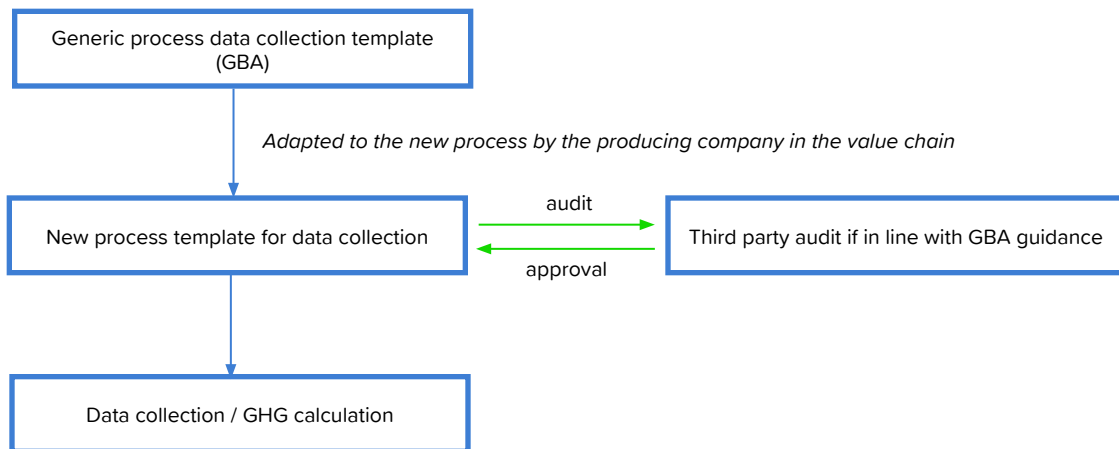 Generic process data collection template
(GBA)
Adapted to the new process by the producing company in the value chain
audit
New process template for data collection
Third party audit if in line with GBA guidance
approval
Data collection / GHG calculation